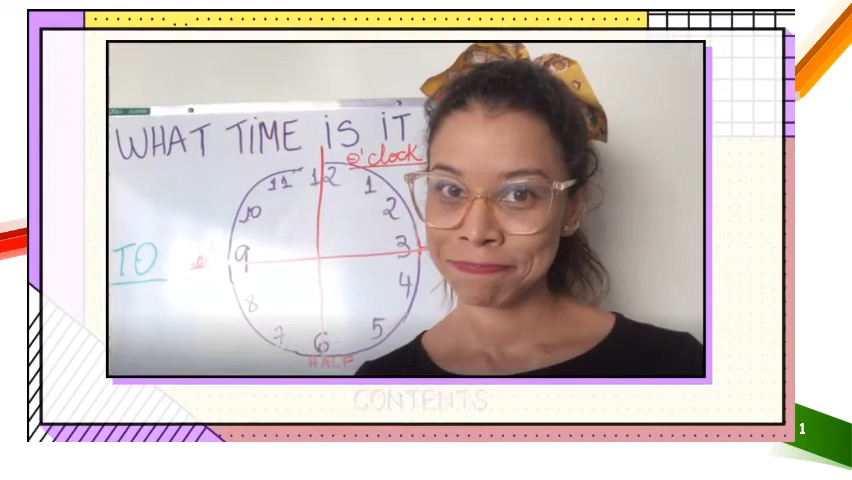 WHAT TIME iS iT
o'clock
11 12 1
10 2
TO 9 3
8 4
7 5
6
HALF
CONTENTS
1